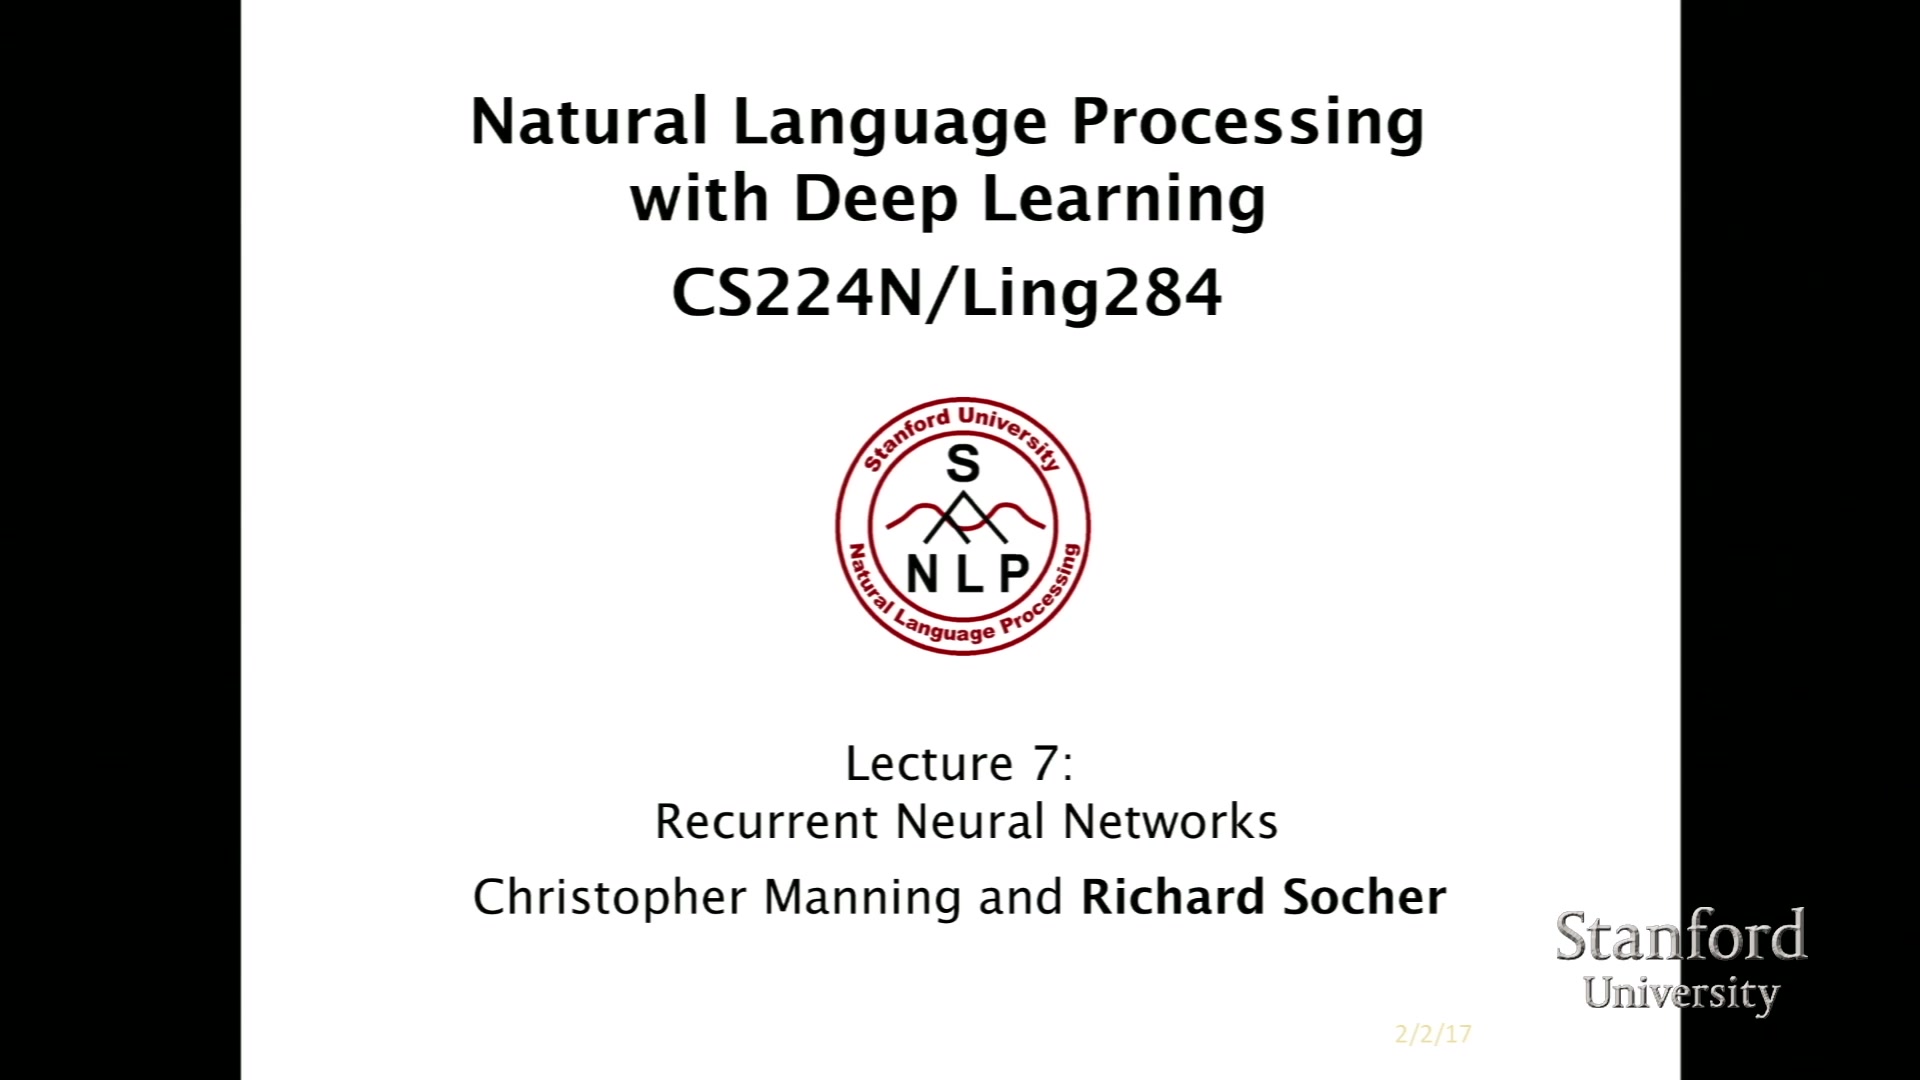 Natural Language Processing
with Deep Learning
CS224N/Ling284
Stanford University
S
N L P
Natural Language Processing
Lecture 7:
Recurrent Neural Networks
Christopher Manning and Richard Socher
Stanford
University
2/2/17